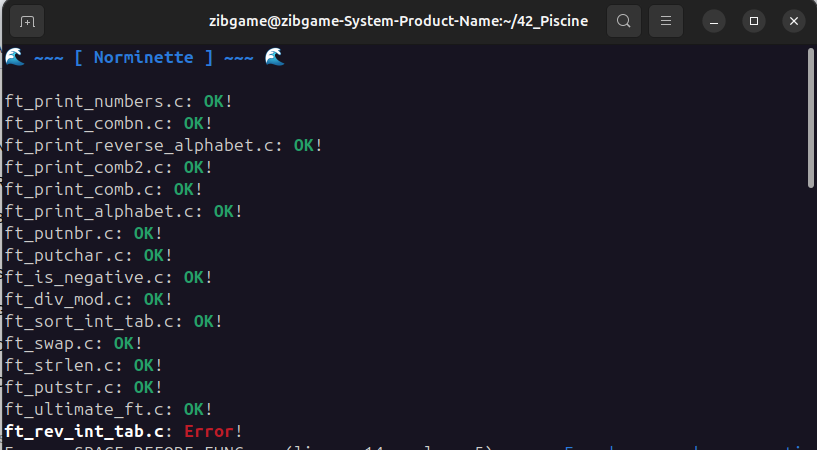 zibgame@zibgame-System-Product-Name:~/42_Piscine
🌊 ~~~ [ Norminette ] ~~~ 🌊
ft_print_numbers.c: OK!
ft_print_combn.c: OK!
ft_print_reverse_alphabet.c: OK!
ft_print_comb2.c: OK!
ft_print_comb.c: OK!
ft_print_alphabet.c: OK!
ft_putnbr.c: OK!
ft_putchar.c: OK!
ft_is_negative.c: OK!
ft_div_mod.c: OK!
ft_sort_int_tab.c: OK!
ft_swap.c: OK!
ft_strlen.c: OK!
ft_putstr.c: OK!
ft_ultimate_ft.c: OK!
ft_rev_int_tab.c: Error!